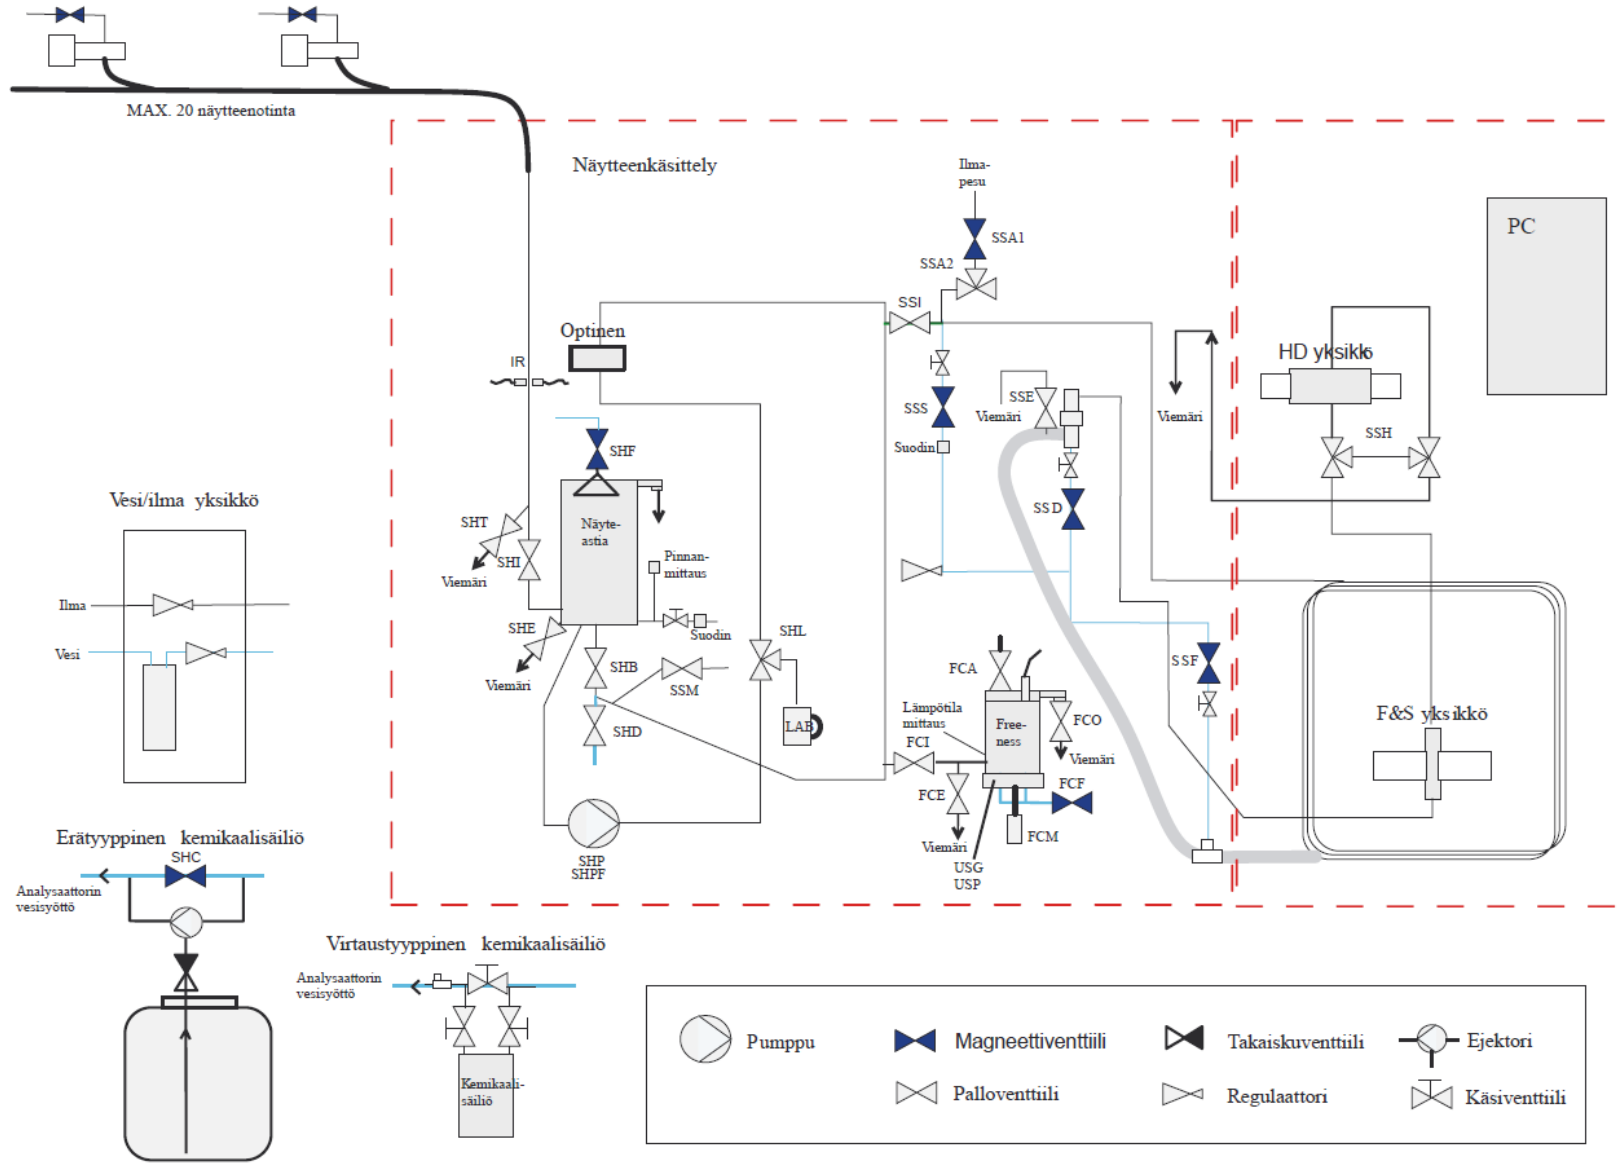 MAX. 20 näytteenotinta
Näytteenkäsittely
Ilma-
pesu
SSA1
SSA2
SSI
PC
Optinen
IR
HD yksikkö
SSE
SSS
Viemäri
Viemäri
SSH
SHF
Suodin
Vesi/ilma yksikkö
SSD
SHT
Näyte-
astia
SHI
Pinnan-
mittaus
Viemäri
Ilma
SHE
Suodin
SHL
Vesi
SHB
SSF
FCA
Viemäri
SSM
Lämpötila
mittaus
Free-
ness
FCO
F&S yksikkö
SHD
LAB
FCI
Viemäri
FCE
FCF
Erätyyppinen kemikaalisäiliö
FCM
Viemäri
SHC
SHP
SHPF
USG
USP
Analysaattorin
vesisyöttö
Virtaustyyppinen kemikaalisäiliö
Analysaattorin
vesisyöttö
Pumppu
Magneettiventtiili
Takaiskuventtiili
Ejektori
Kemikaali-
säiliö
Palloventtiili
Regulaattori
Käsiventtiili